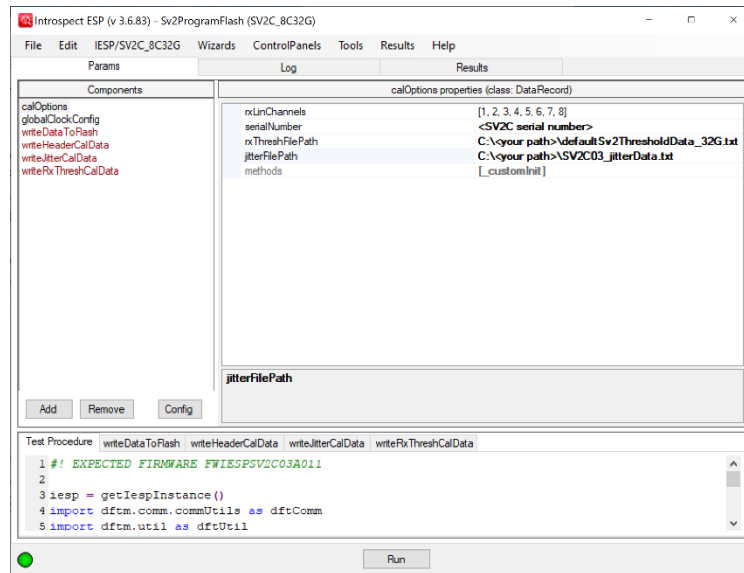 Introspect ESP (v 3.6.83) - Sv2ProgramFlash (SV2C_8C32G)
File Edit IESP/SV2C_8C32G Wizards ControlPanels Tools Results Help
Params Log Results
Components
calOptions
globalClockConfig
writeDataToFlash
writeHeaderCalData
writeJitterCalData
writeRxThreshCalData
calOptions properties (class: DataRecord)
rxLinChannels [1, 2, 3, 4, 5, 6, 7, 8]
serialNumber <SV2C serial number>
rxThreshFilePath C:\<your path>\defaultSv2ThresholdData_32G.txt
jitterFilePath C:\<your path>\SV2C03_jitterData.txt
methods [_customInit]
jitterFilePath
Add Remove Config
Test Procedure writeDataToFlash writeHeaderCalData writeJitterCalData writeRxThreshCalData
1 #! EXPECTED FIRMWARE FWIESPSV2C03A011
2
3 iesp = getIespInstance()
4 import dftm.comm.commUtils as dftComm
5 import dftm.util as dftUtil
Run